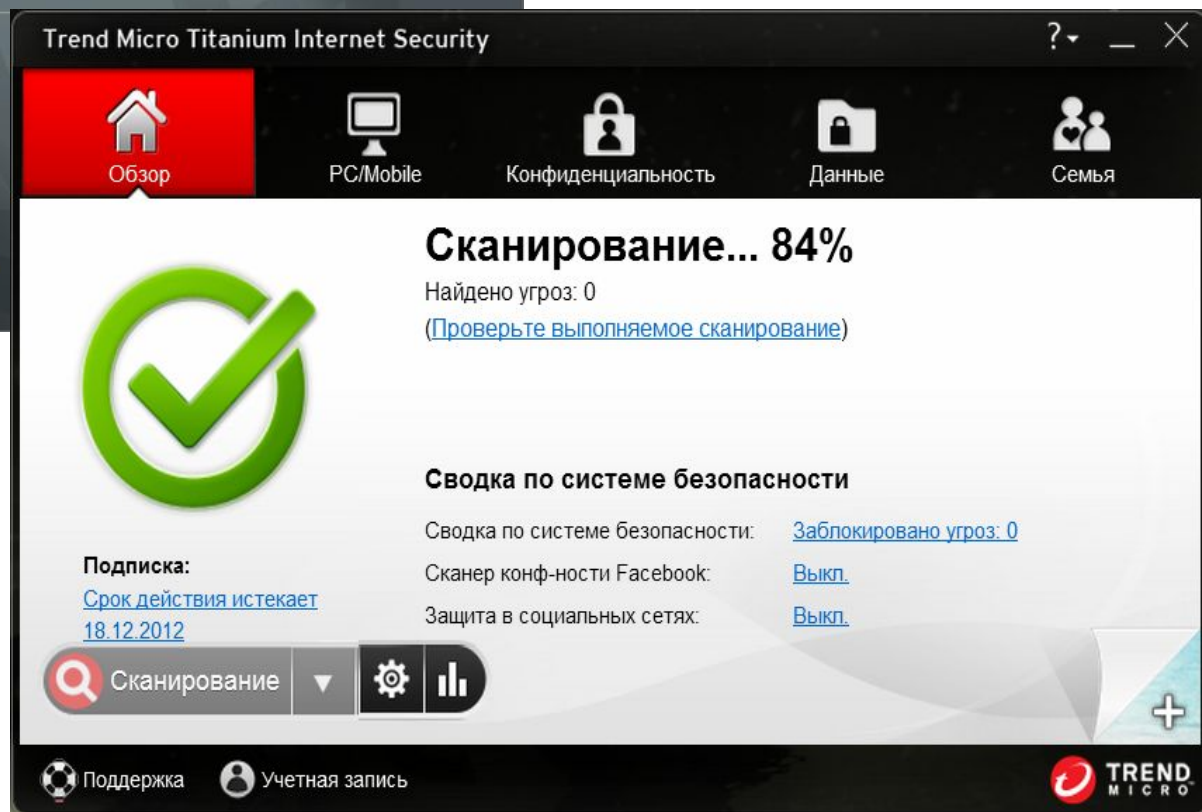 Trend Micro Titanium Internet Security
?
Обзор
PC/Mobile
Конфиденциальность
Данные
Семья
Сканирование... 84%
Найдено угроз: 0
(Проверьте выполняемое сканирование)
Сводка по системе безопасности
Сводка по системе безопасности: Заблокировано угроз: 0
Сканер конф-ности Facebook: Выкл.
Защита в социальных сетях: Выкл.
Подписка:
Срок действия истекает
18.12.2012
Сканирование
Поддержка
Учетная запись
TREND
MICRO